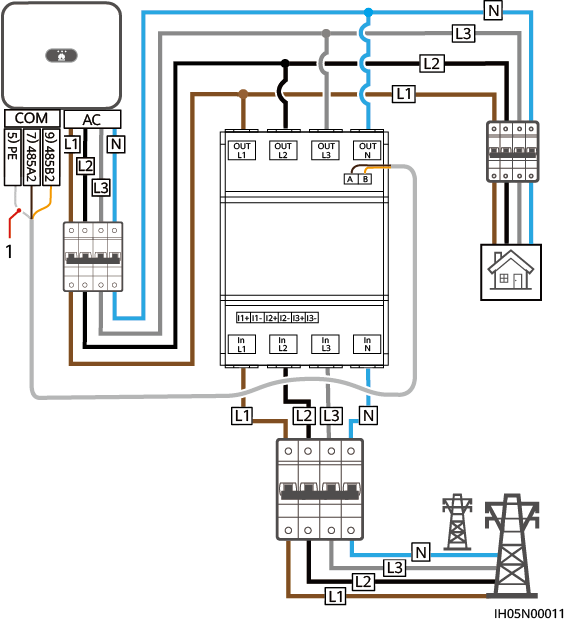 N
L3
L2
L1
COM
AC
5) PE
7) 485A2
9) 485B2
L1
L2
L3
N
1
OUT
L1
OUT
L2
OUT
L3
OUT
N
A
B
I1+ I1- I2+ I2- I3+ I3-
In
L1
In
L2
In
L3
In
N
L1
L2
L3
N
N
L3
L2
L1
IH05N00011